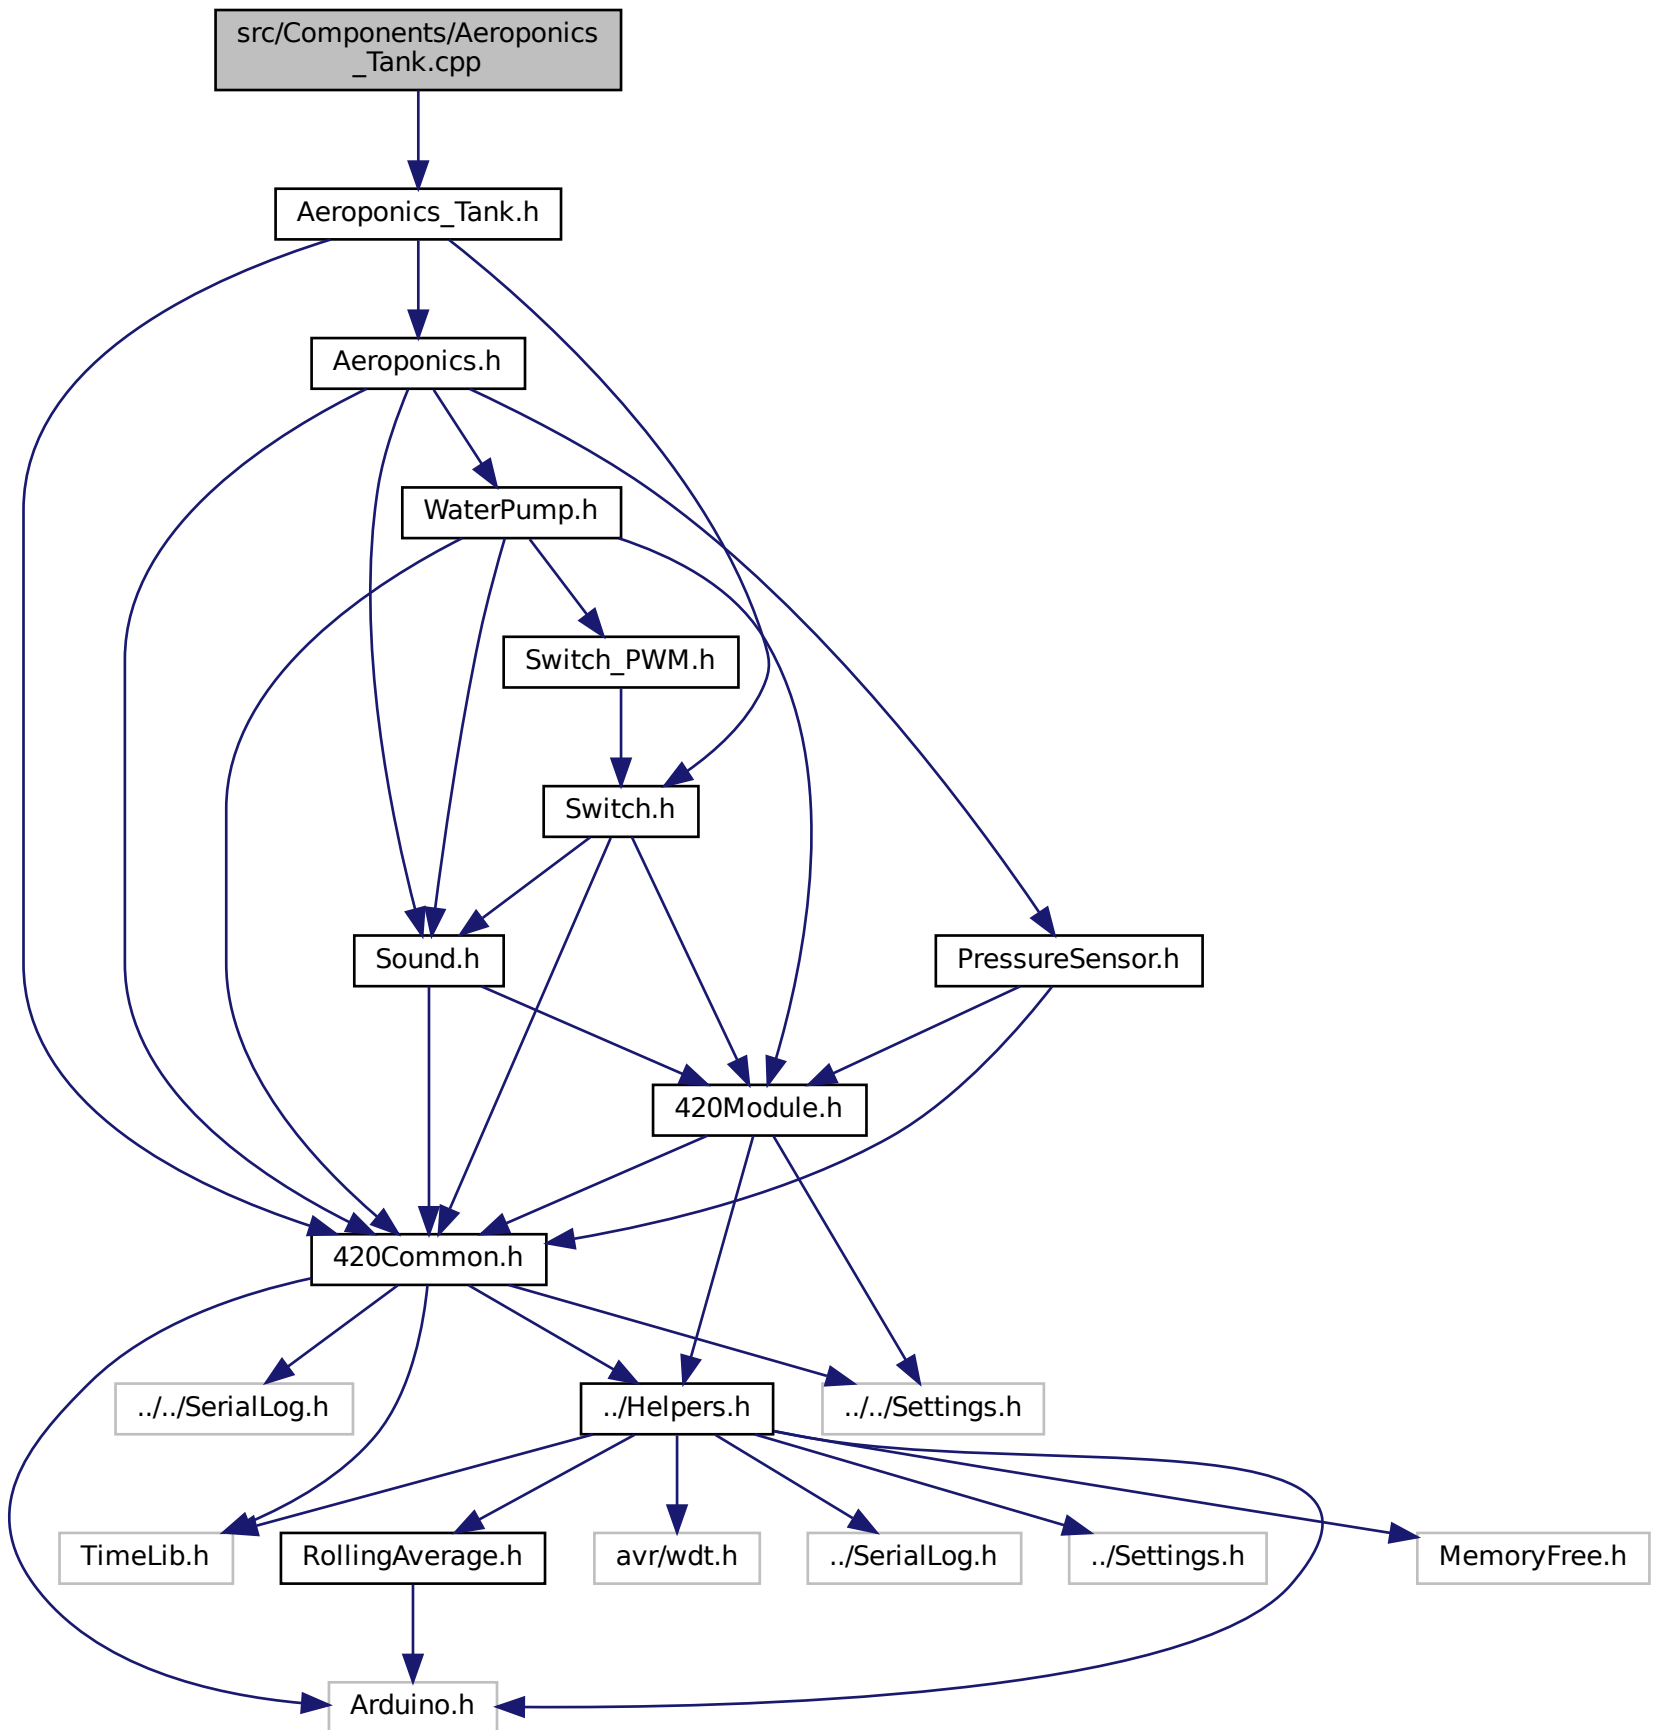 src/Components/Aeroponics
_Tank.cpp
Aeroponics_Tank.h
Aeroponics.h
WaterPump.h
Switch_PWM.h
Switch.h
Sound.h
PressureSensor.h
420Module.h
420Common.h
../../SerialLog.h
../Helpers.h
../../Settings.h
TimeLib.h
RollingAverage.h
avr/wdt.h
../SerialLog.h
../Settings.h
MemoryFree.h
Arduino.h